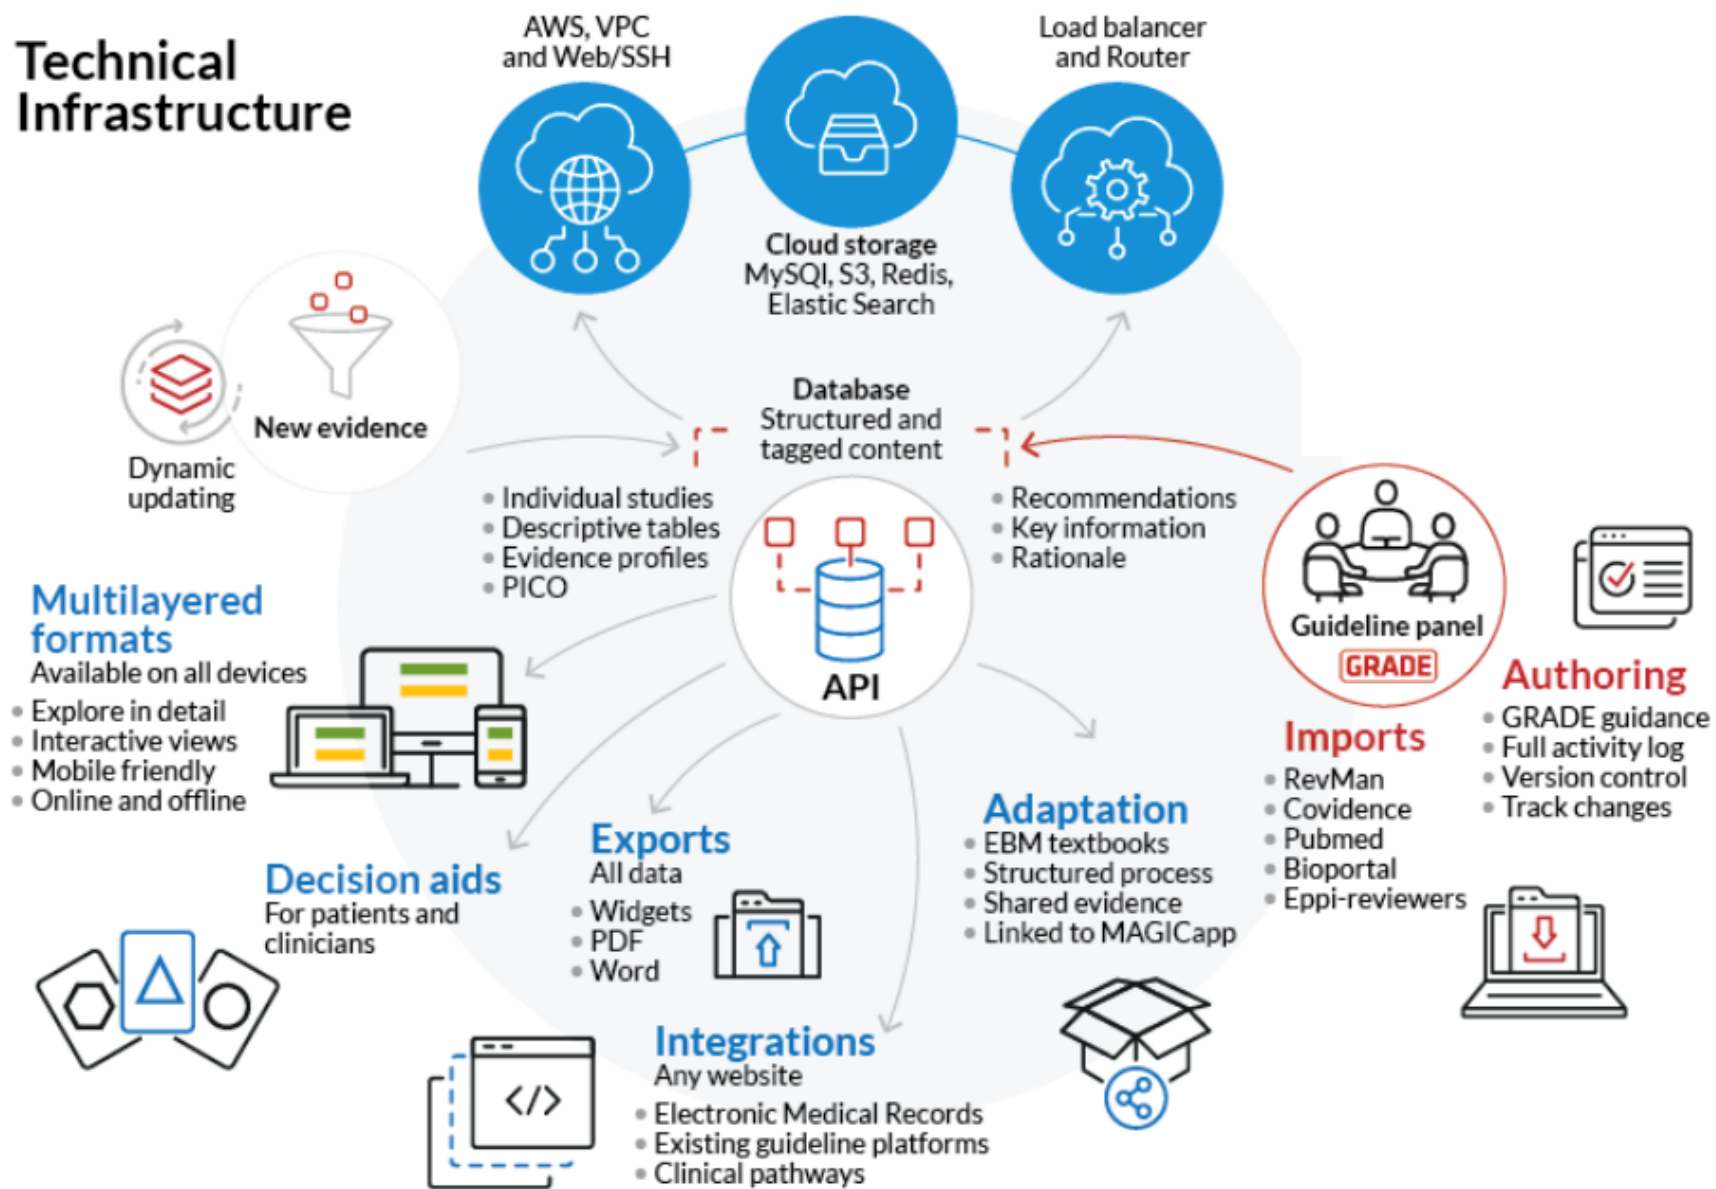 Technical
Infrastructure
AWS, VPC
and Web/SSH
Load balancer
and Router
Cloud storage
MySQl, S3, Redis,
Elastic Search
New evidence
Dynamic
updating
Database
Structured and
tagged content
• Individual studies
• Descriptive tables
• Evidence profiles
• PICO
• Recommendations
• Key information
• Rationale
API
Guideline panel
GRADE
Multilayered
formats
Available on all devices
• Explore in detail
• Interactive views
• Mobile friendly
• Online and offline
Decision aids
For patients and
clinicians
Exports
All data
• Widgets
• PDF
• Word
Integrations
Any website
• Electronic Medical Records
• Existing guideline platforms
• Clinical pathways
</>
Adaptation
• EBM textbooks
• Structured process
• Shared evidence
• Linked to MAGICapp
Imports
• RevMan
• Covidence
• Pubmed
• Bioportal
• Eppi-reviewers
Authoring
• GRADE guidance
• Full activity log
• Version control
• Track changes